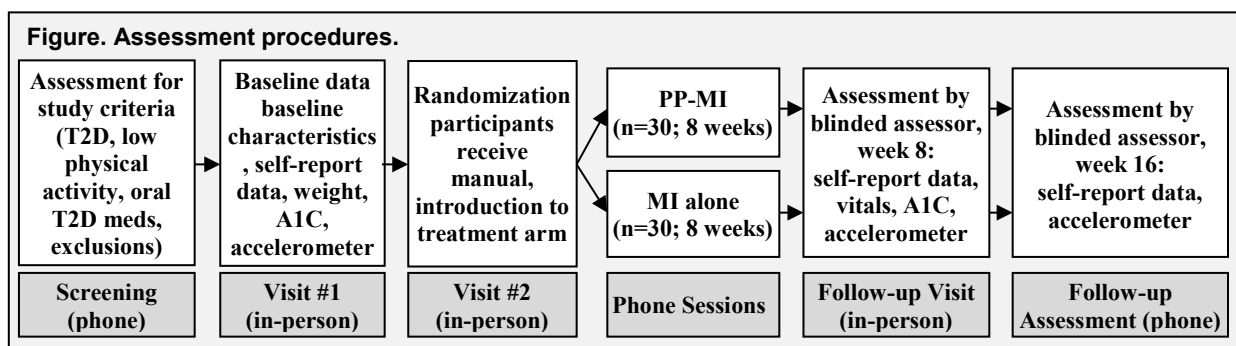 Figure. Assessment procedures.
Assessment for
study criteria
(T2D, low
physical
activity, oral
T2D meds,
exclusions)
Baseline data
baseline
characteristics
, self-report
data, weight,
A1C,
accelerometer
Randomization
participants
receive
manual,
introduction to
treatment arm
PP-MI
(n=30; 8 weeks)
MI alone
(n=30; 8 weeks)
Assessment by
blinded assessor,
week 8:
self-report data,
vitals, A1C,
accelerometer
Assessment by
blinded assessor,
week 16:
self-report data,
accelerometer
Screening
(phone)
Visit #1
(in-person)
Visit #2
(in-person)
Phone Sessions
Follow-up Visit
(in-person)
Follow-up
Assessment (phone)